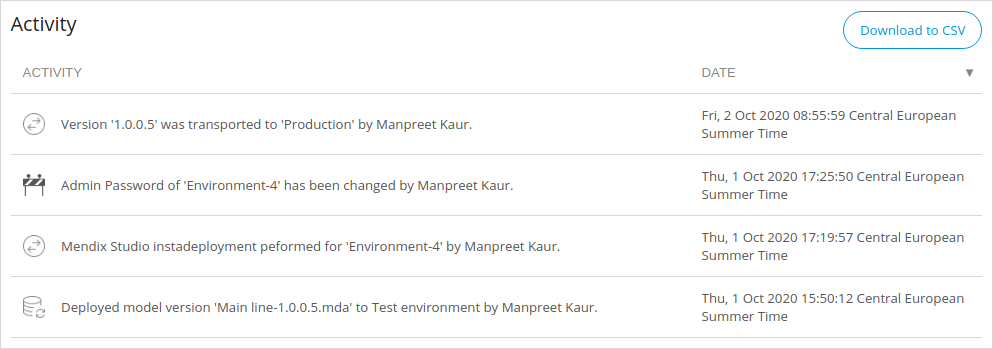 Activity
Download to CSV
ACTIVITY
DATE ▼
Version '1.0.0.5' was transported to 'Production' by Manpreet Kaur.
Fri, 2 Oct 2020 08:55:59 Central European
Summer Time
Admin Password of 'Environment-4' has been changed by Manpreet Kaur.
Thu, 1 Oct 2020 17:25:50 Central European
Summer Time
Mendix Studio instadeployment peformed for 'Environment-4' by Manpreet Kaur.
Thu, 1 Oct 2020 17:19:57 Central European
Summer Time
Deployed model version 'Main line-1.0.0.5.mda' to Test environment by Manpreet Kaur.
Thu, 1 Oct 2020 15:50:12 Central European
Summer Time